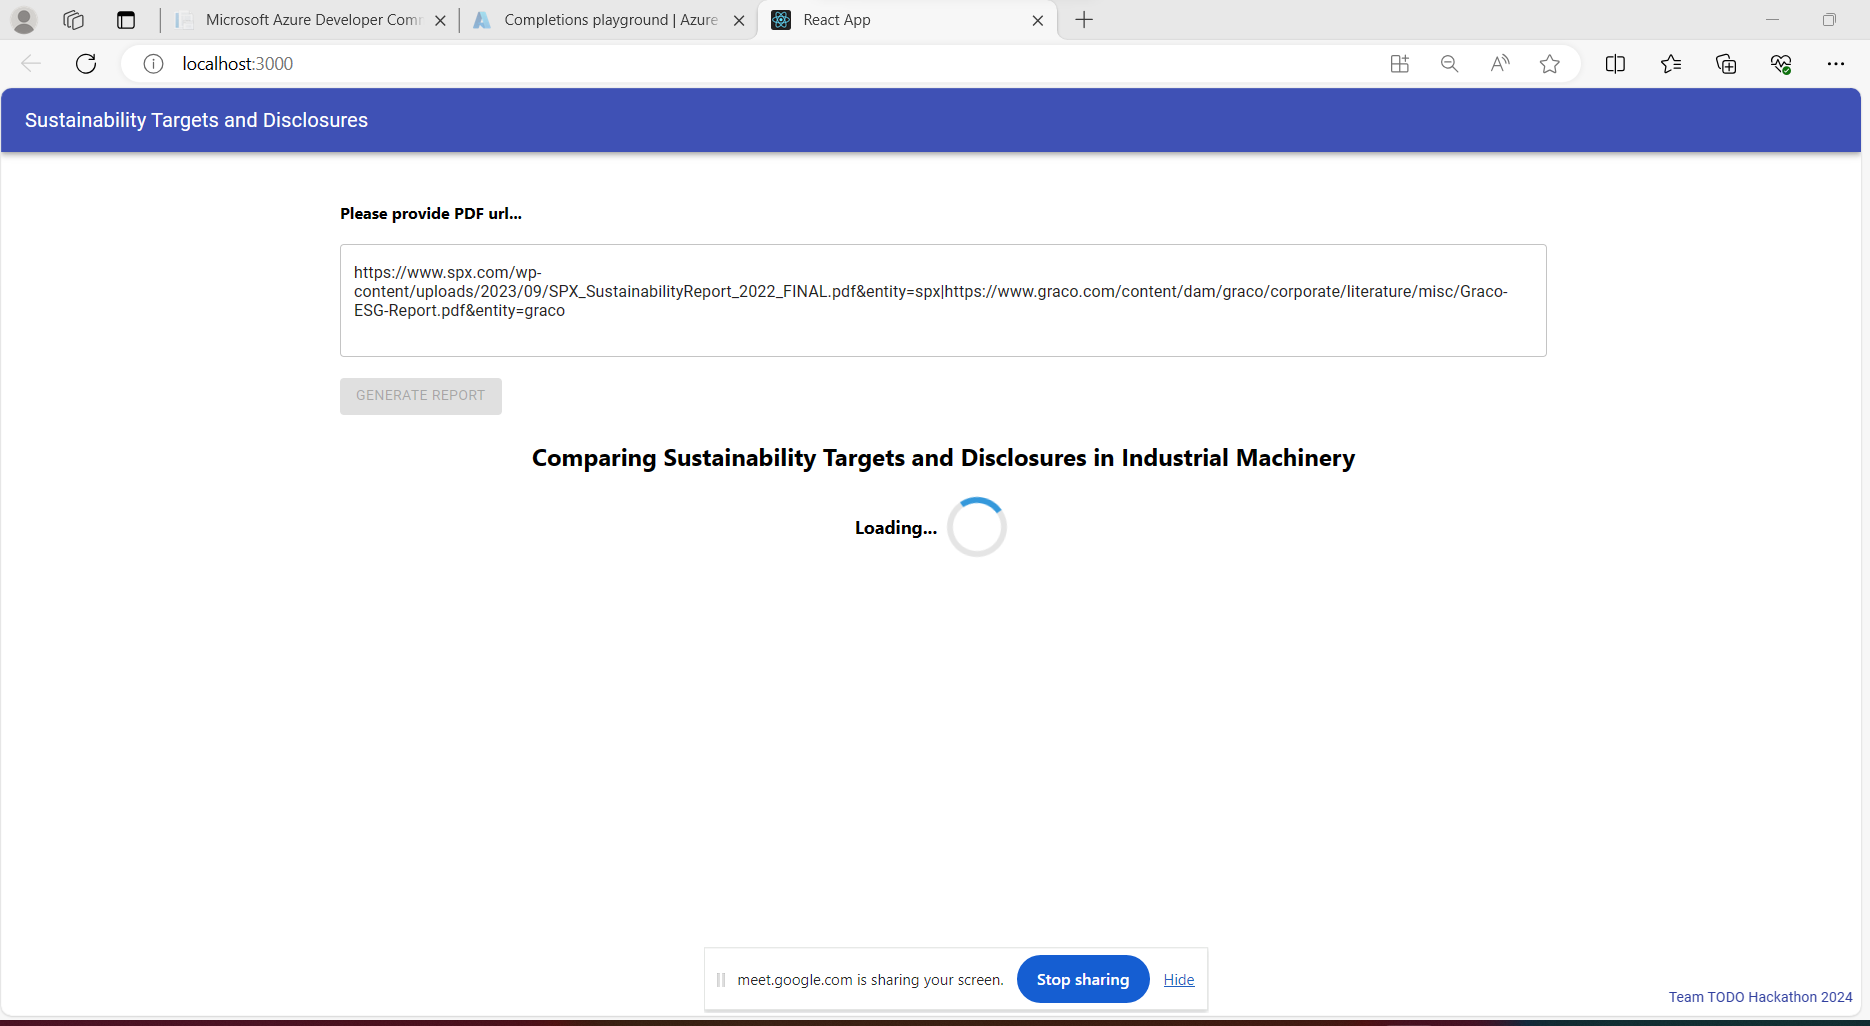 Microsoft Azure Developer Com
Completions playground | Azure
React App
localhost:3000
Sustainability Targets and Disclosures
Please provide PDF url...
https://www.spx.com/wp-
content/uploads/2023/09/SPX_SustainabilityReport_2022_FINAL.pdf&entity=spx|https://www.graco.com/content/dam/graco/corporate/literature/misc/Graco-
ESG-Report.pdf&entity=graco
GENERATE REPORT
Comparing Sustainability Targets and Disclosures in Industrial Machinery
Loading...
meet.google.com is sharing your screen.
Stop sharing
Hide
Team TODO Hackathon 2024